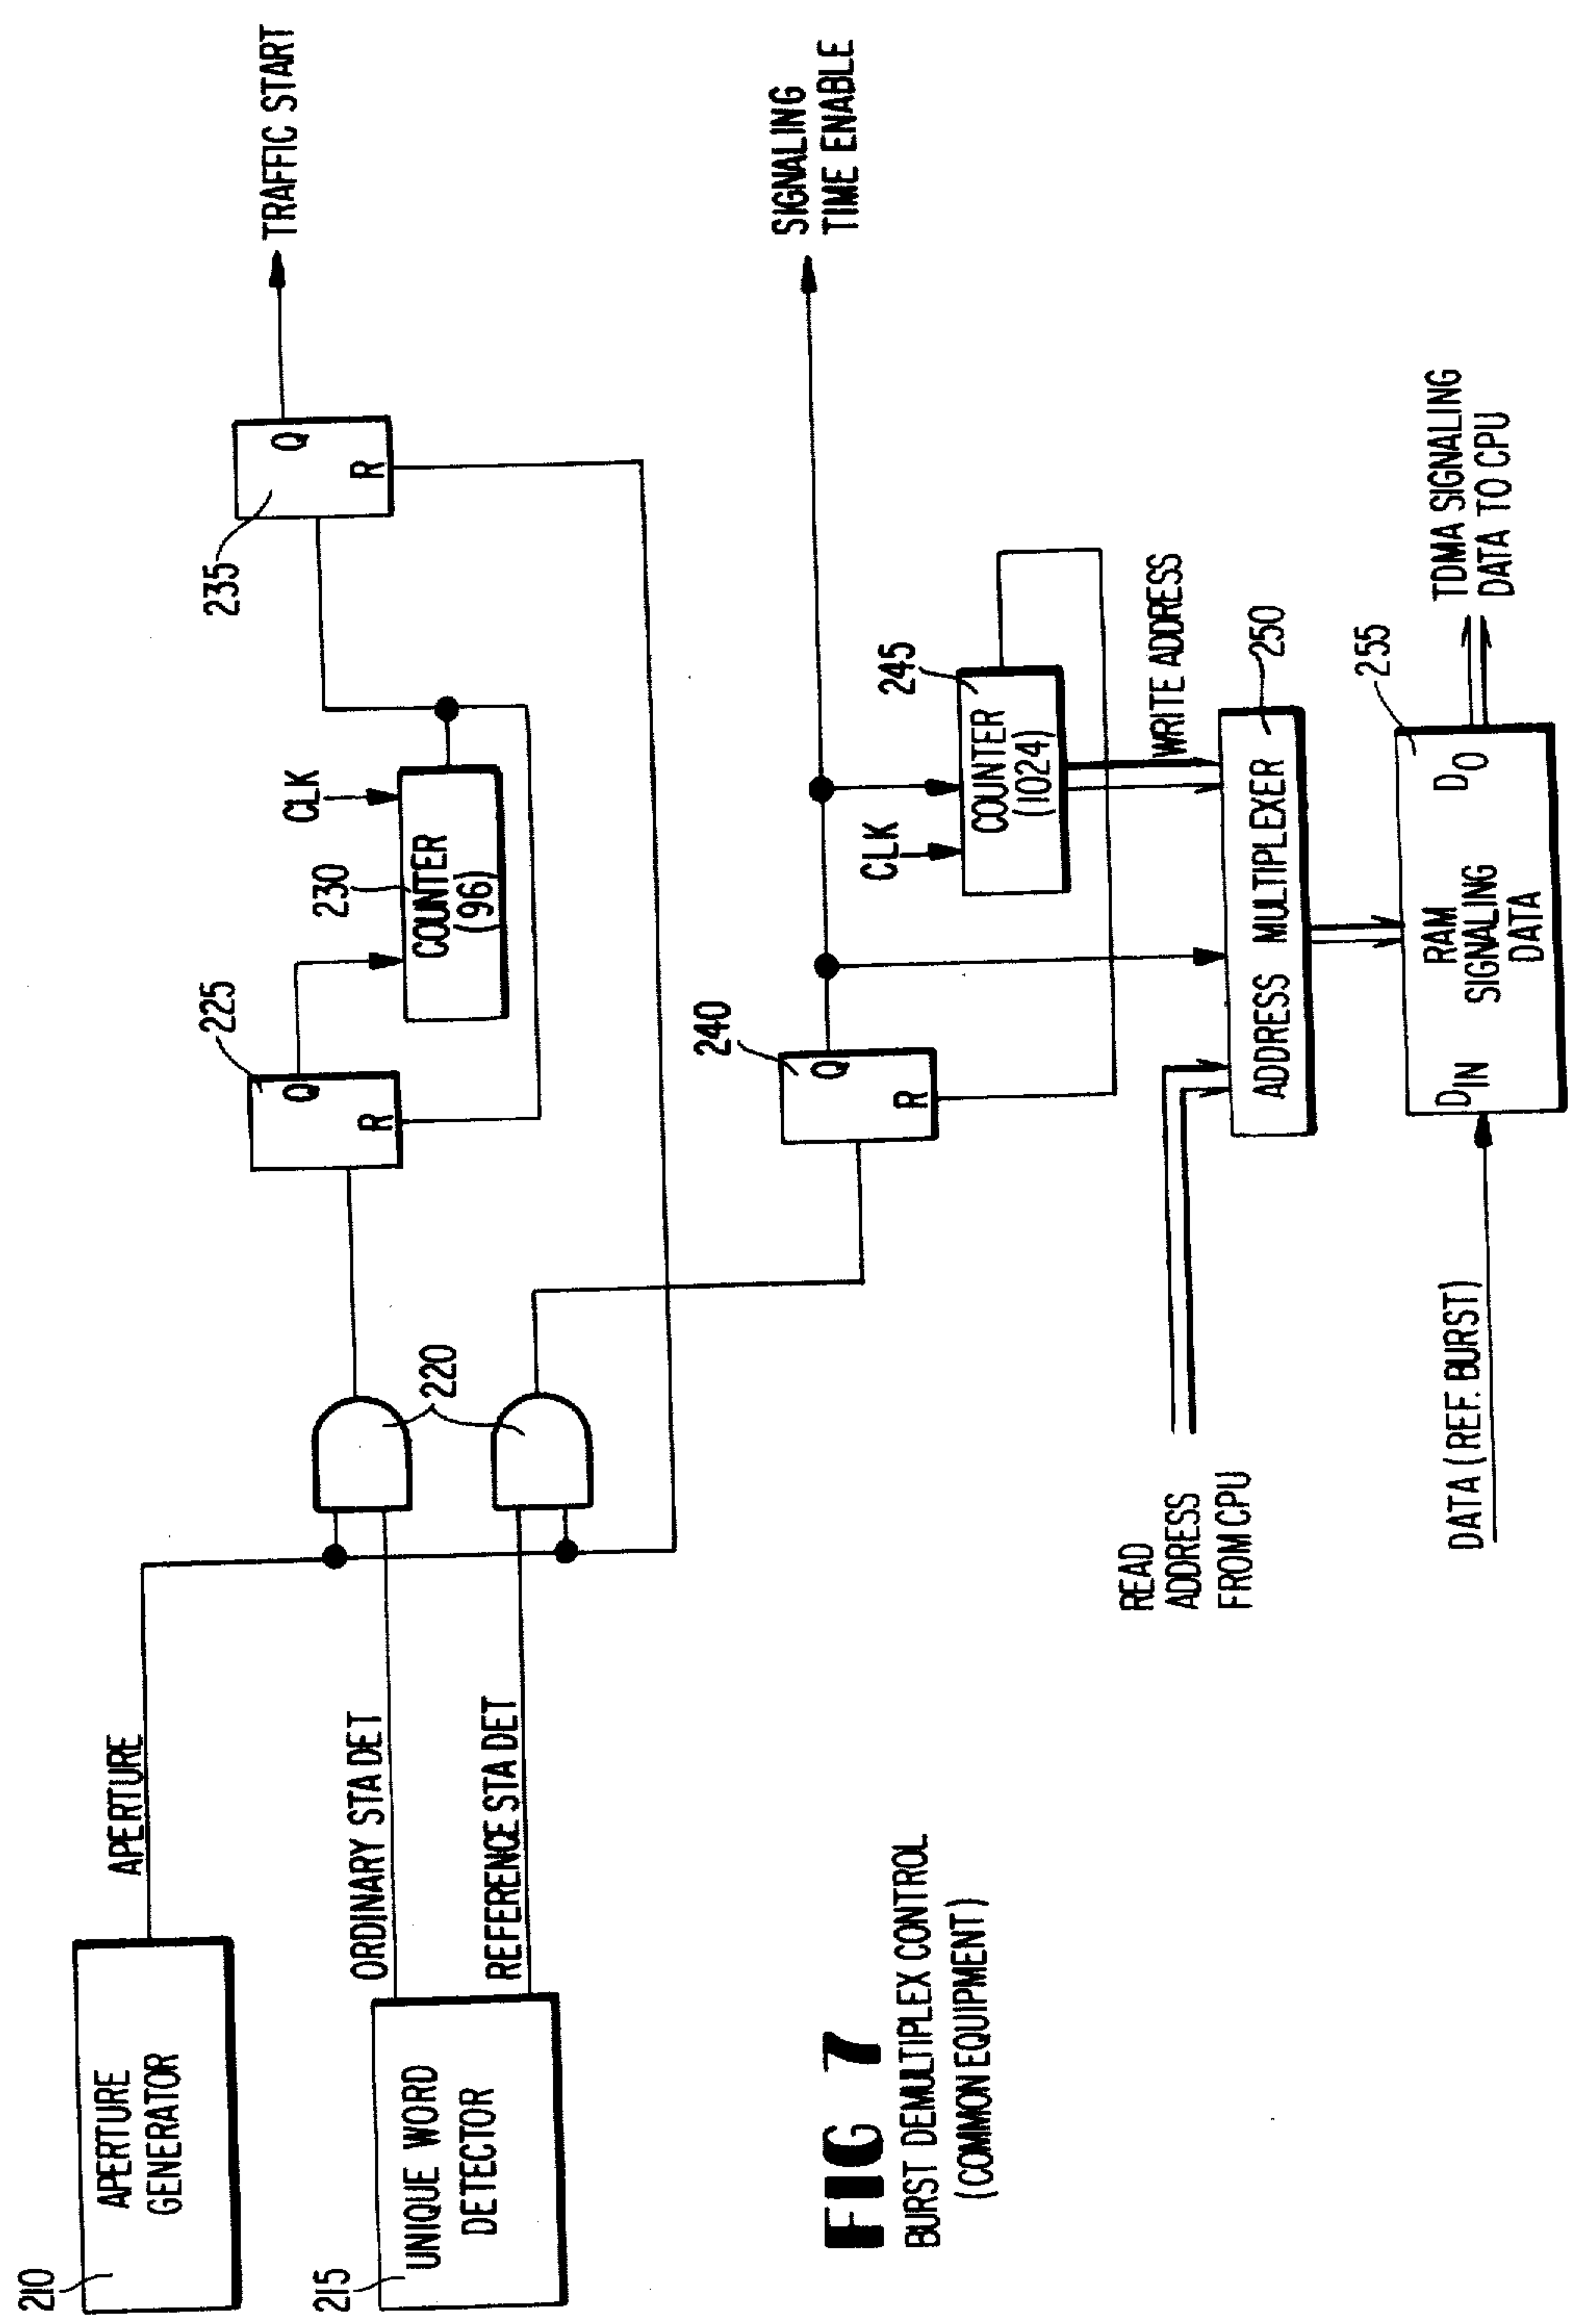 210
APERTURE
GENERATOR
APERTURE
215
UNIQUE WORD
DETECTOR
ORDINARY STA DET
REFERENCE STA DET
220
225
Q
R
230
CLK
COUNTER
(96)
235
Q
R
TRAFFIC START
240
Q
R
SIGNALING
TIME ENABLE
245
CLK
COUNTER
(1024)
WRITE ADDRESS
250
ADDRESS MULTIPLEXER
READ
ADDRESS
FROM CPU
255
DIN
RAM
SIGNALING
DATA
DO
DATA (REF. BURST)
TDMA SIGNALING
DATA TO CPU
FIG 7
BURST DEMULTIPLEX CONTROL
(COMMON EQUIPMENT)